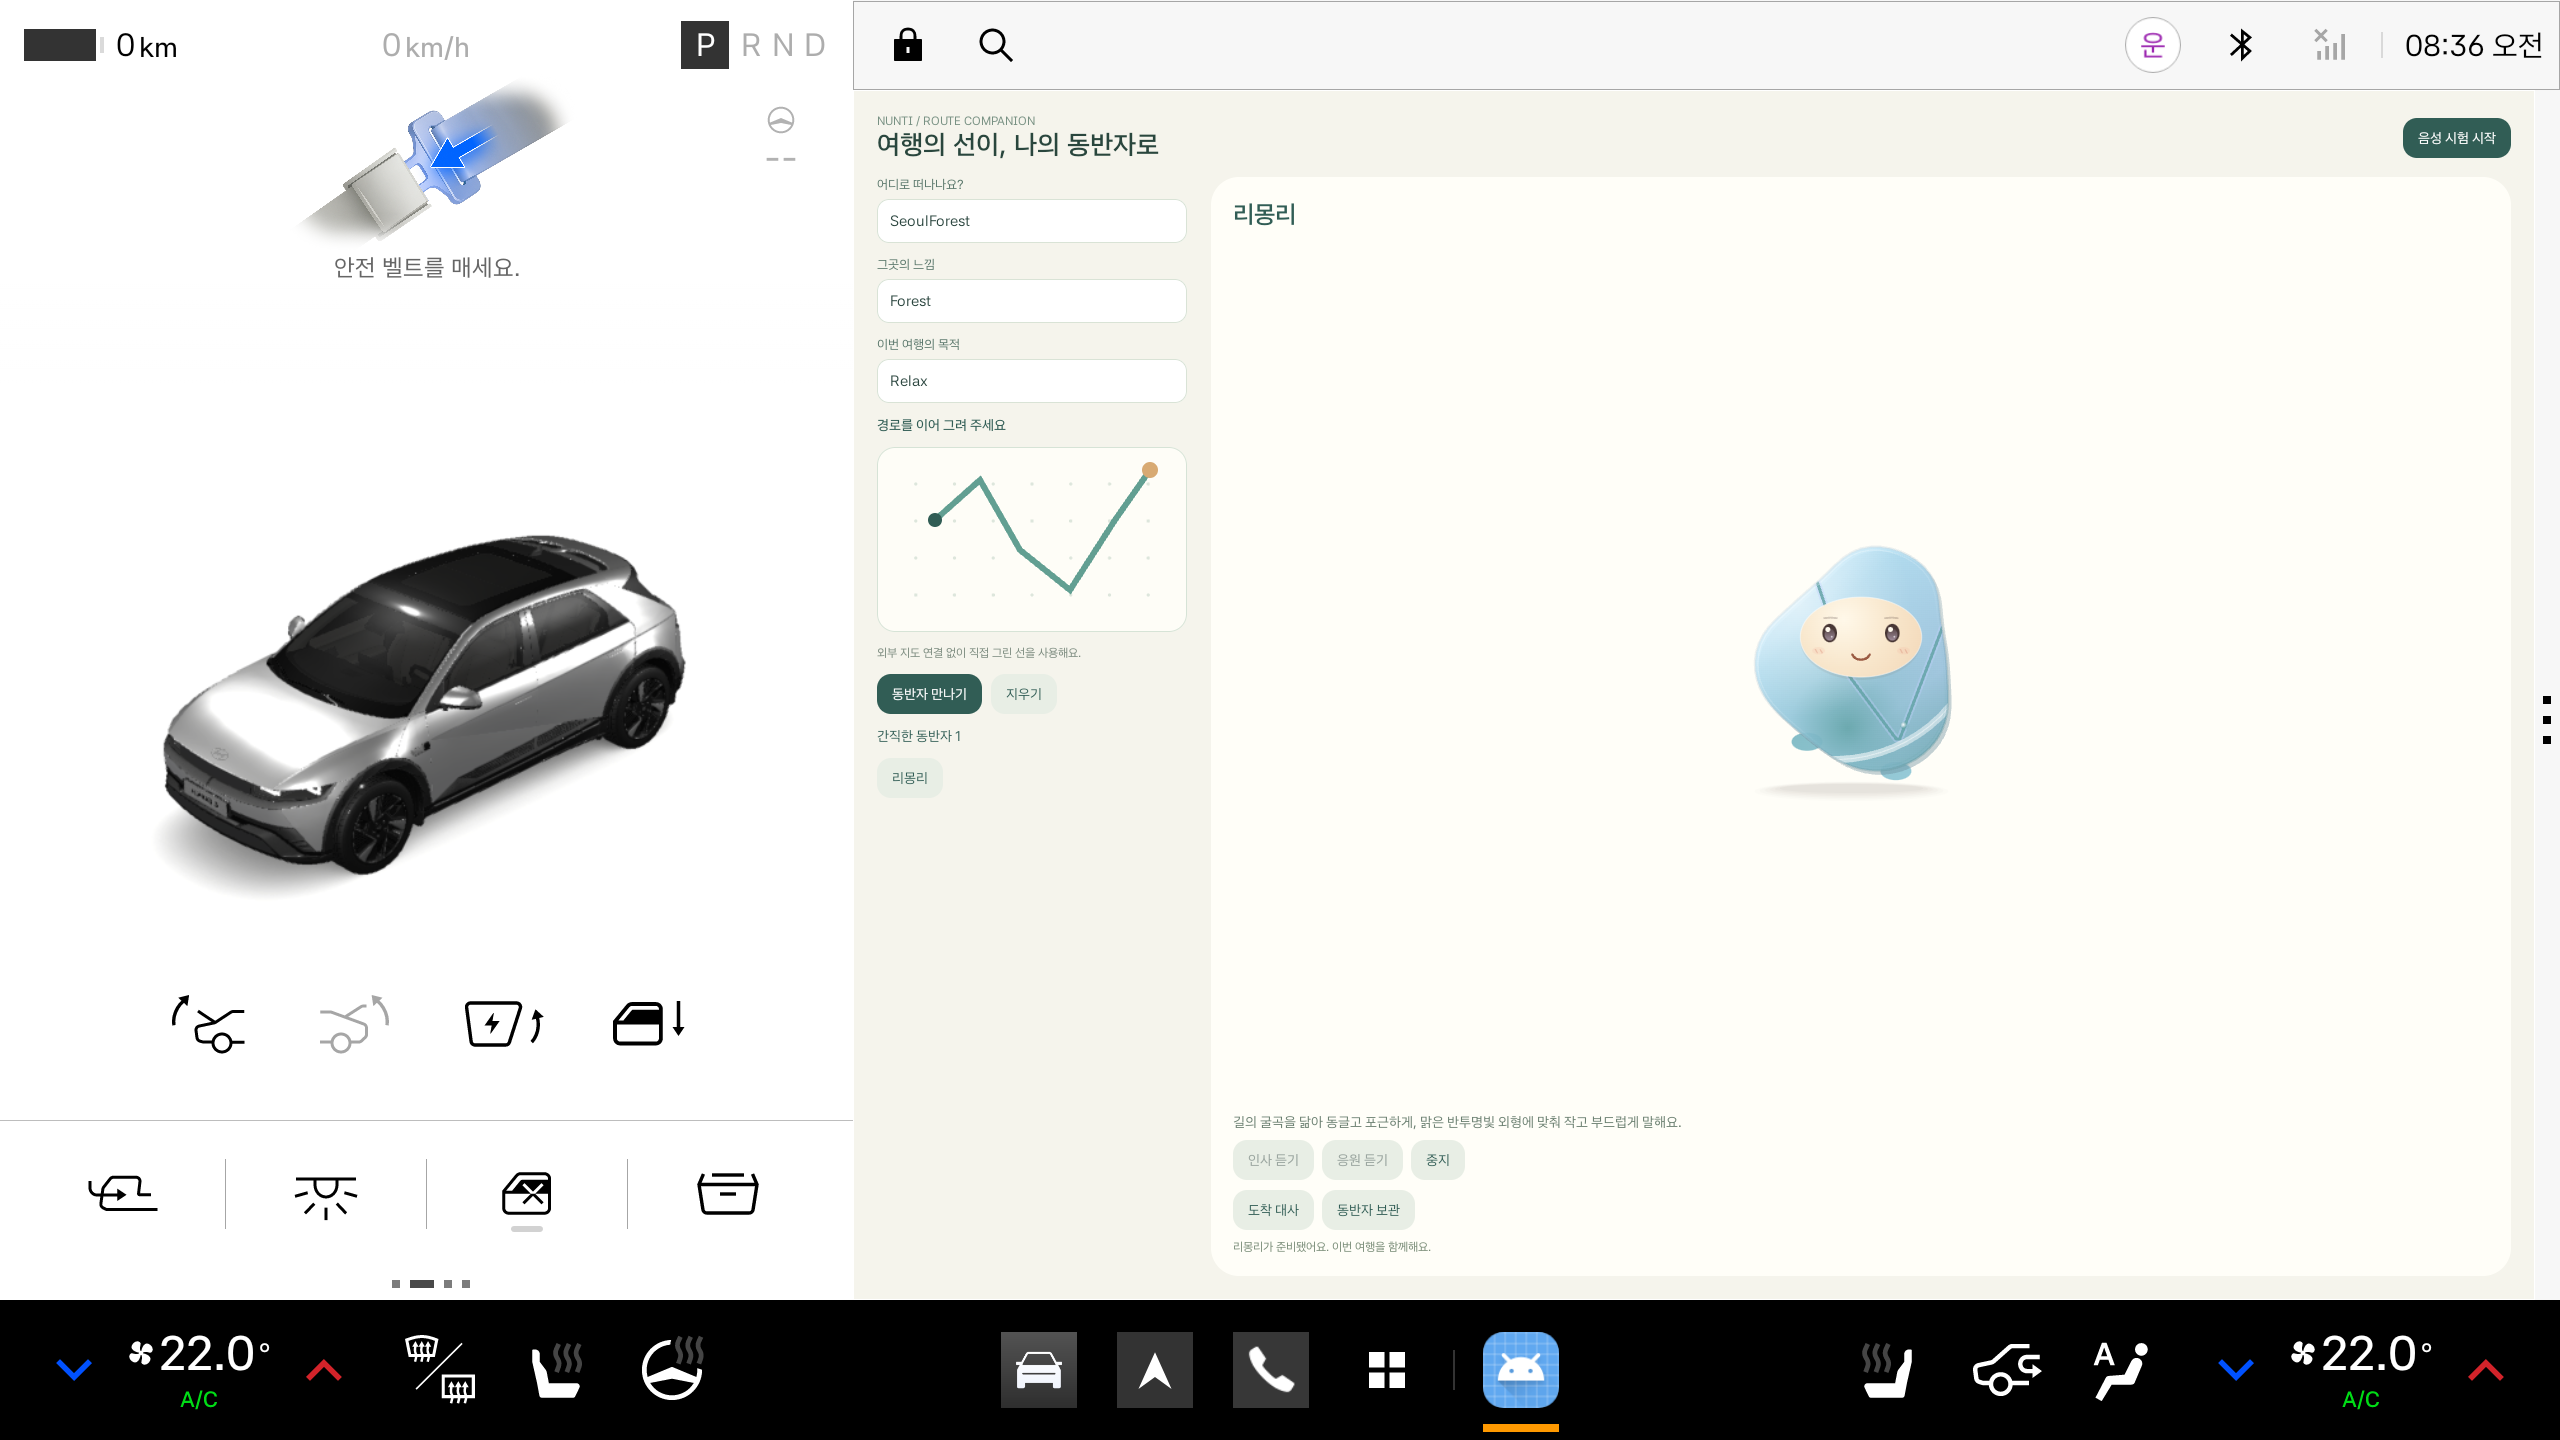 0 km
0 km/h
P R N D
안전 벨트를 매세요.
운
08:36 오전
NUNTI / ROUTE COMPANION
여행의 선이, 나의 동반자로
음성 시험 시작
어디로 떠나나요?
SeoulForest
그곳의 느낌
Forest
이번 여행의 목적
Relax
경로를 이어 그려 주세요
외부 지도 연결 없이 직접 그린 선을 사용해요.
동반자 만나기
지우기
간직한 동반자 1
리몽리
리몽리
길의 굴곡을 닮아 동글고 포근하게, 맑은 반투명빛 외형에 맞춰 작고 부드럽게 말해요.
인사 듣기
응원 듣기
중지
도착 대사
동반자 보관
리몽리가 준비됐어요. 이번 여행을 함께해요.
22.0°
A/C
A
22.0°
A/C